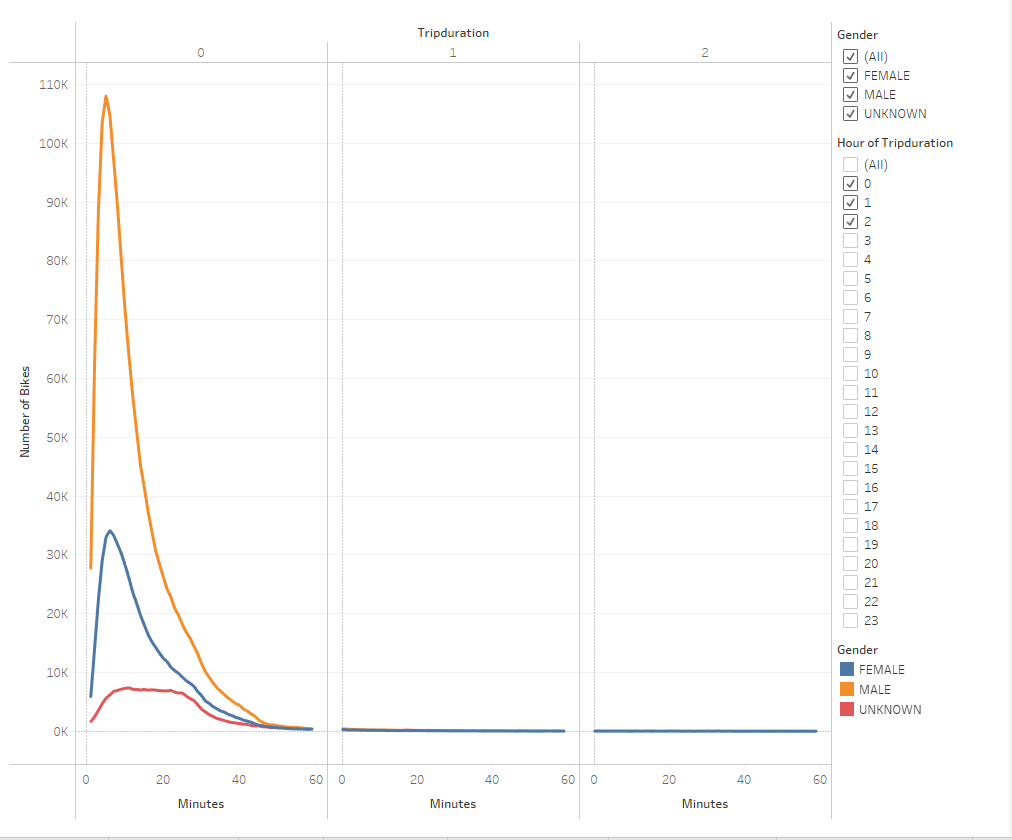 Tripduration
0 1 2
110K
100K
90K
80K
70K
60K
50K
40K
30K
20K
10K
0K
Number of Bikes
0 20 40 60 0 20 40 60 0 20 40 60
Minutes Minutes Minutes
Gender
(All)
FEMALE
MALE
UNKNOWN
Hour of Tripduration
(All)
0
1
2
3
4
5
6
7
8
9
10
11
12
13
14
15
16
17
18
19
20
21
22
23
Gender
FEMALE
MALE
UNKNOWN